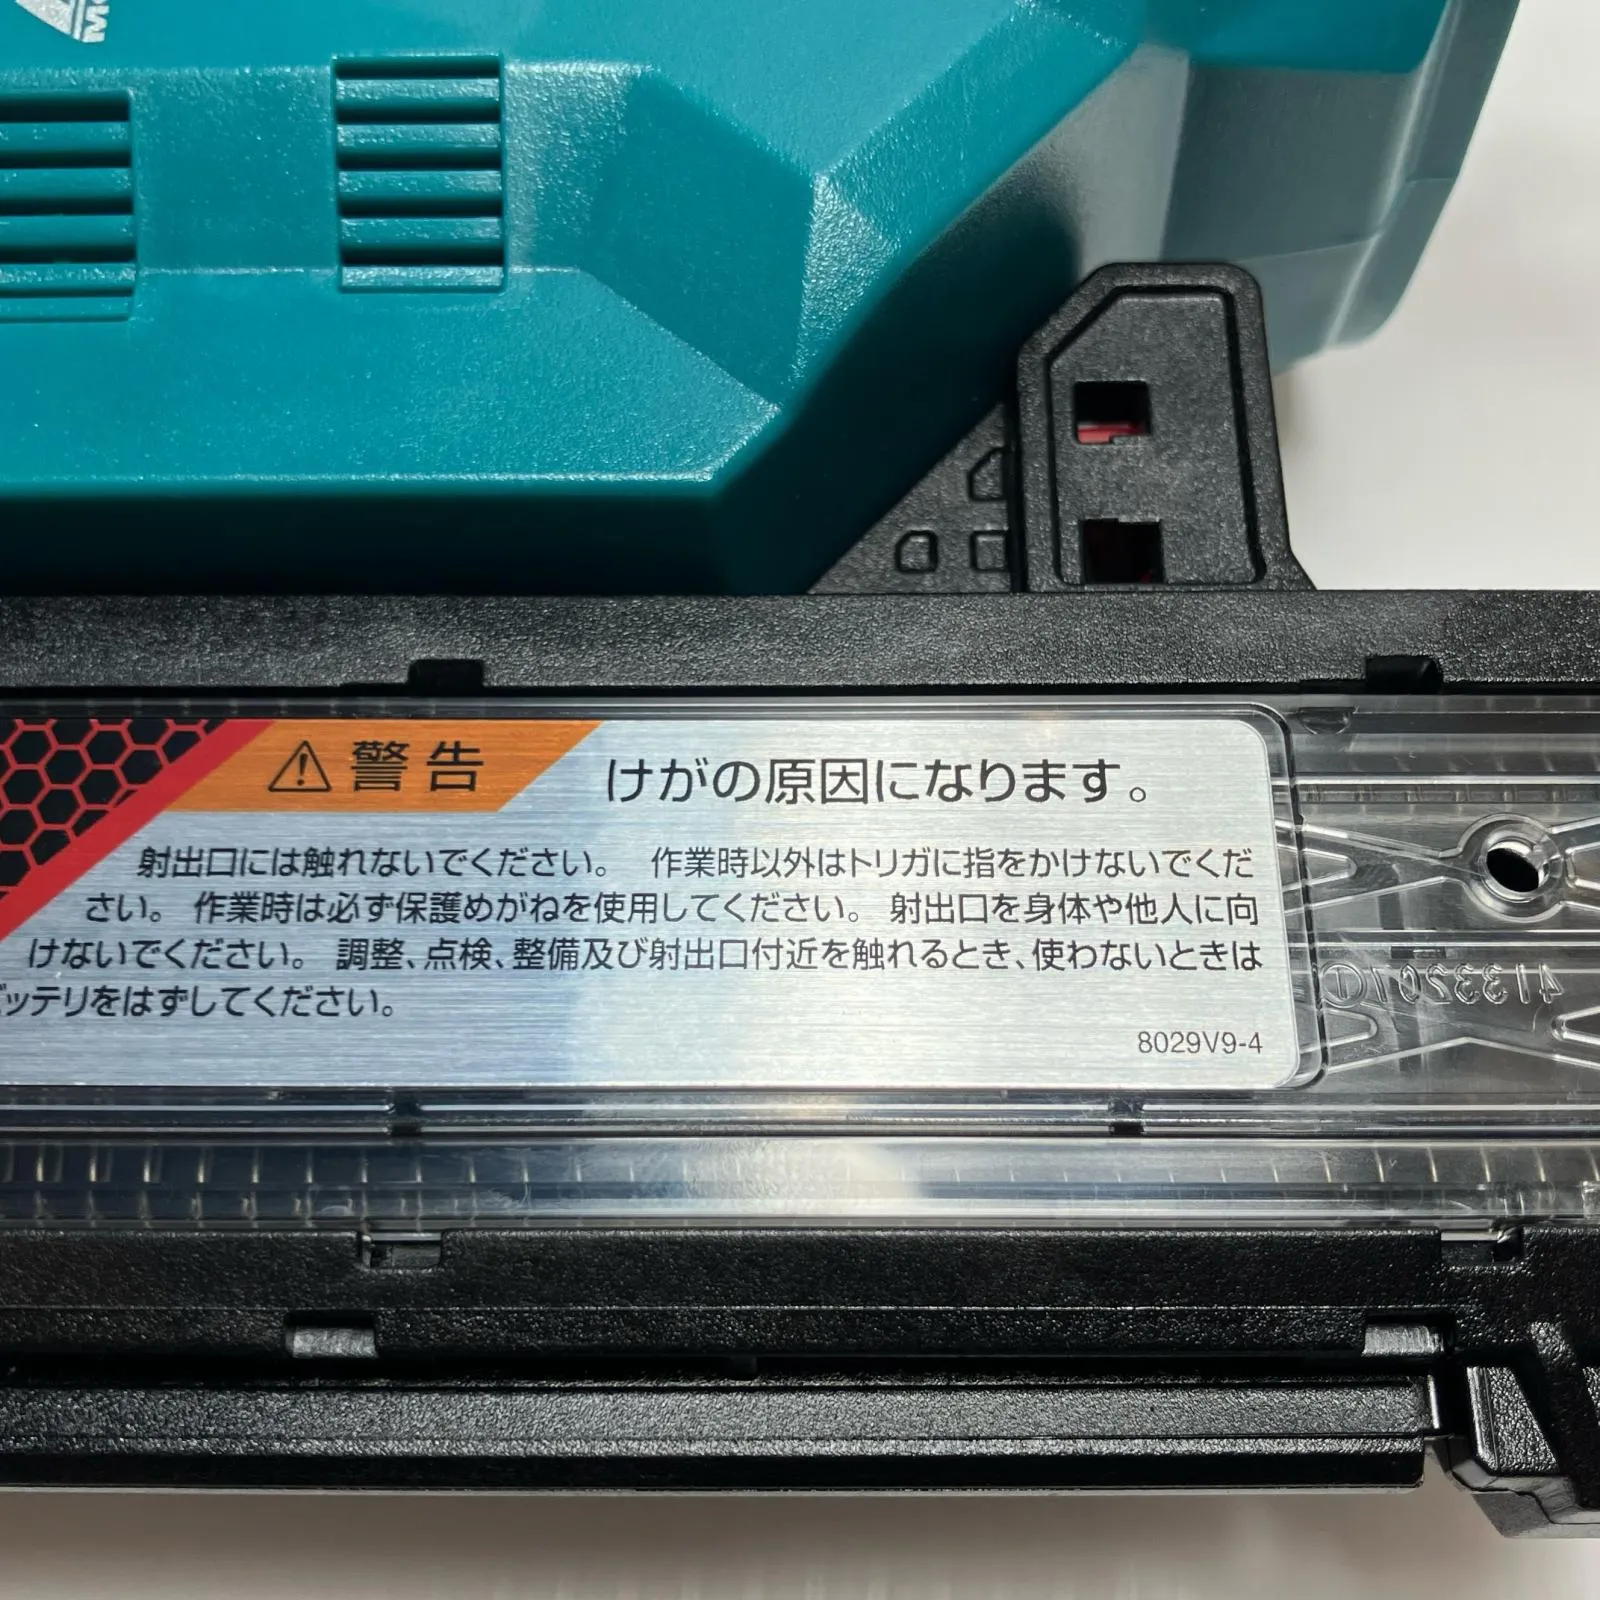 警告
けがの原因になります。
射出口には触れないでください。 作業時以外はトリガに指をかけないでくだ
さい。 作業時は必ず保護めがねを使用してください。 射出口を身体や他人に向
けないでください。 調整、点検、整備及び射出口付近を触れるとき、使わないときは
ッテリをはずしてください。
8029V9-4